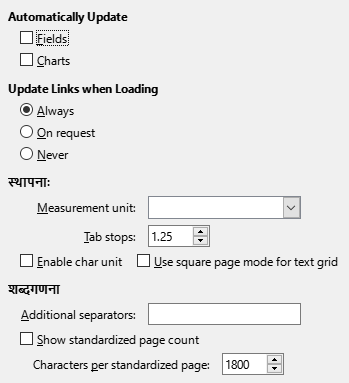 Automatically Update
Fields
Charts
Update Links when Loading
Always
On request
Never
स्थापनाः
Measurement unit:
Tab stops: 1.25
Enable char unit Use square page mode for text grid
शब्दगणना
Additional separators:
Show standardized page count
Characters per standardized page: 1800